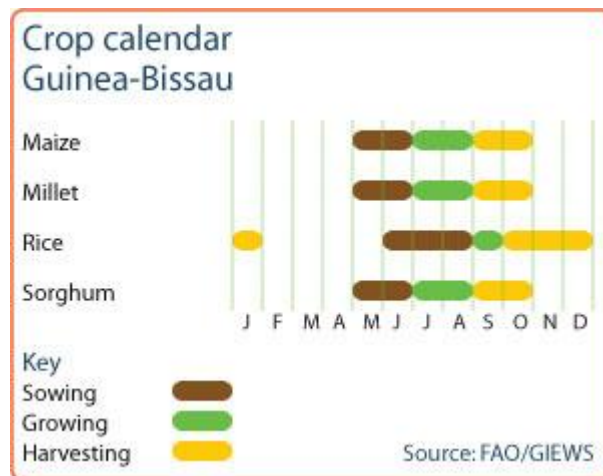 Crop calendar
Guinea-Bissau
Maize
Millet
Rice
Sorghum
J F M A M J J A S O N D
Key
Sowing
Growing
Harvesting
Source: FAO/GIEWS